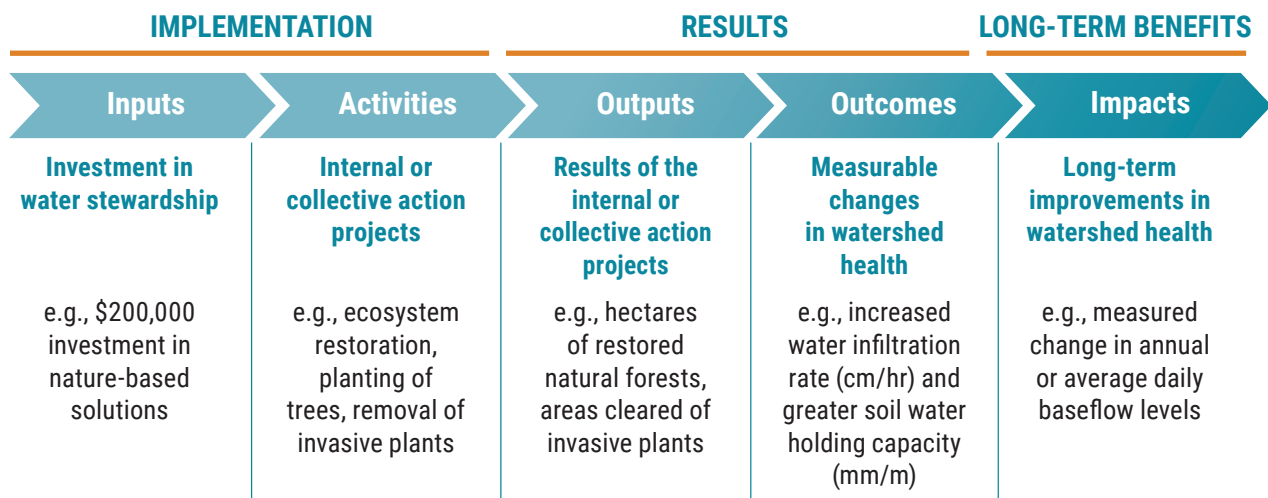 IMPLEMENTATION
RESULTS
LONG-TERM BENEFITS
Inputs
Activities
Outputs
Outcomes
Impacts
Investment in
water stewardship
e.g., $200,000
investment in
nature-based
solutions
Internal or
collective action
projects
e.g., ecosystem
restoration,
planting of
trees, removal of
invasive plants
Results of the
internal or
collective action
projects
e.g., hectares
of restored
natural forests,
areas cleared of
invasive plants
Measurable
changes
in watershed
health
e.g., increased
water infiltration
rate (cm/hr) and
greater soil water
holding capacity
(mm/m)
Long-term
improvements in
watershed health
e.g., measured
change in annual
or average daily
baseflow levels